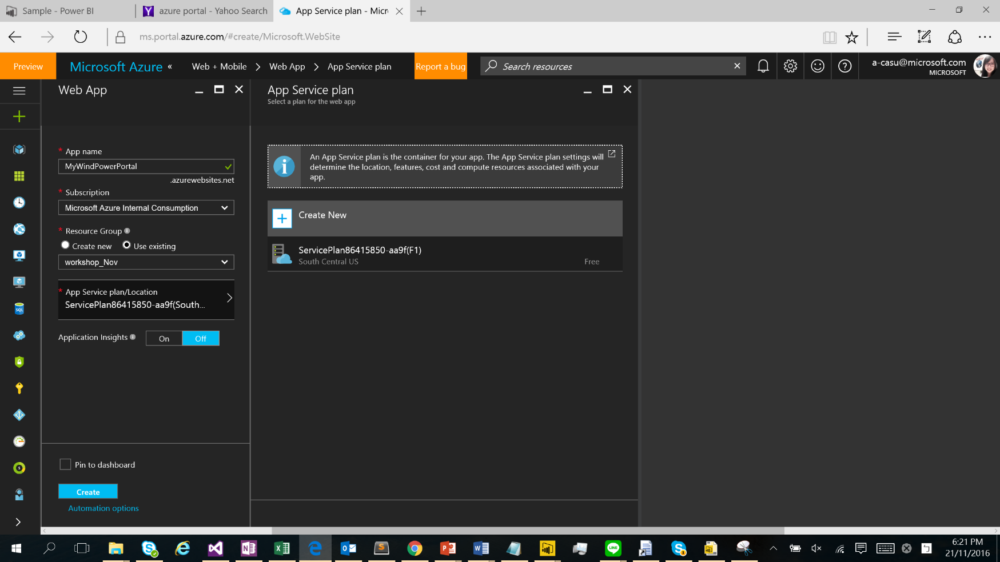 Sample - Power BI
azure portal - Yahoo Search
App Service plan - Micr
ms.portal.azure.com/#create/Microsoft.WebSite
Preview
Microsoft Azure «
Web + Mobile
Web App
App Service plan
Report a bug
Search resources
a-casu@microsoft.com
MICROSOFT
Web App
App Service plan
Select a plan for the web app
* App name
MyWindPowerPortal
.azurewebsites.net
* Subscription
Microsoft Azure Internal Consumption
* Resource Group
Create new
Use existing
workshop_Nov
* App Service plan/Location
ServicePlan86415850-aa9f(South...
Application Insights
On
Off
Pin to dashboard
Create
Automation options
An App Service plan is the container for your app. The App Service plan settings will
determine the location, features, cost and compute resources associated with your
app.
Create New
ServicePlan86415850-aa9f(F1)
South Central US
Free
6:21 PM
21/11/2016